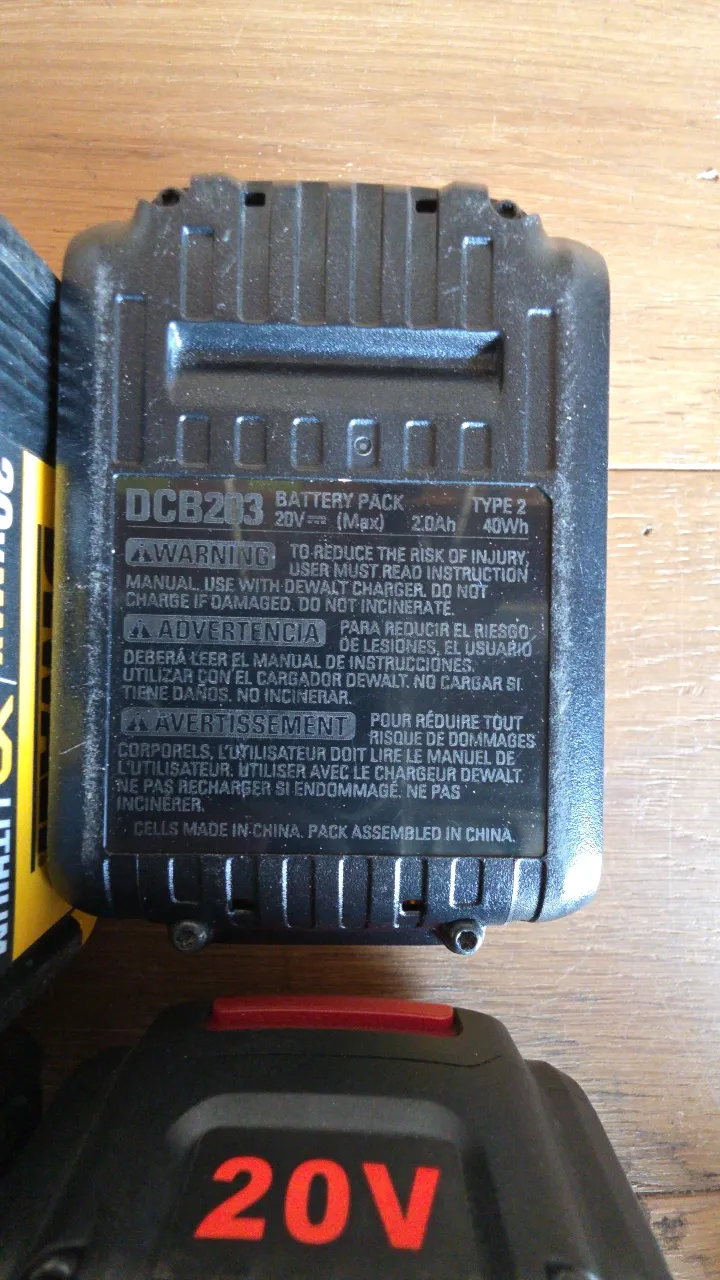 DCB203 BATTERY PACK TYPE 2
20V⎓ (Max) 2.0Ah 40Wh
⚠WARNING TO REDUCE THE RISK OF INJURY,
USER MUST READ INSTRUCTION
MANUAL. USE WITH DEWALT CHARGER. DO NOT
CHARGE IF DAMAGED. DO NOT INCINERATE.
⚠ADVERTENCIA PARA REDUCIR EL RIESGO
DE LESIONES, EL USUARIO
DEBERÁ LEER EL MANUAL DE INSTRUCCIONES.
UTILIZAR CON EL CARGADOR DEWALT. NO CARGAR SI
TIENE DAÑOS. NO INCINERAR.
⚠AVERTISSEMENT POUR RÉDUIRE TOUT
RISQUE DE DOMMAGES
CORPORELS, L'UTILISATEUR DOIT LIRE LE MANUEL DE
L'UTILISATEUR. UTILISER AVEC LE CHARGEUR DEWALT.
NE PAS RECHARGER SI ENDOMMAGÉ. NE PAS
INCINÉRER.
CELLS MADE IN CHINA. PACK ASSEMBLED IN CHINA.
LITHIUM
20V